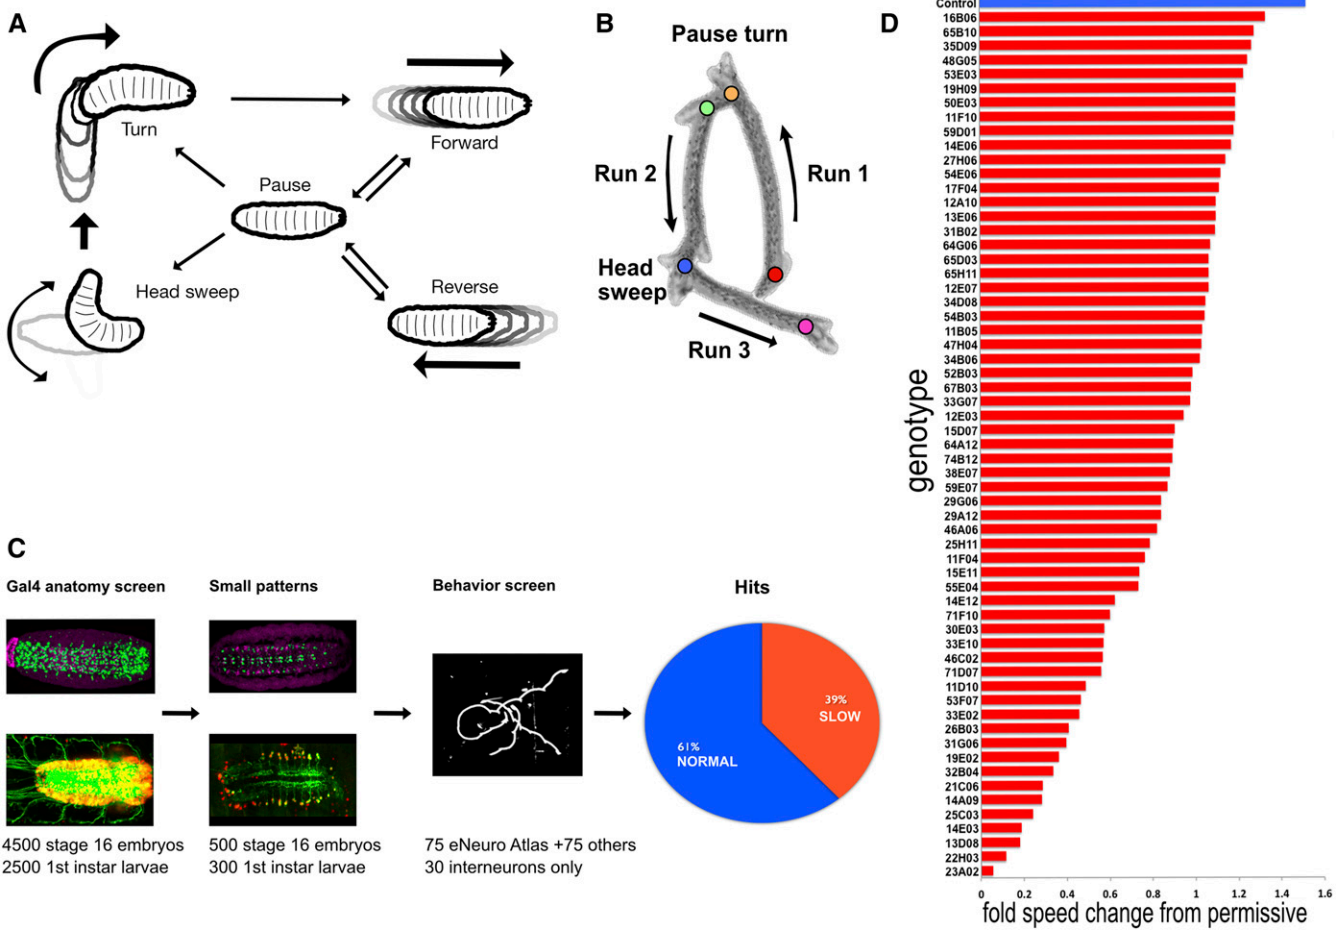 A
Turn
Forward
Pause
Head sweep
Reverse
B
Pause turn
Run 2
Run 1
Head
sweep
Run 3
C
Gal4 anatomy screen
Small patterns
Behavior screen
Hits
39%
SLOW
61%
NORMAL
4500 stage 16 embryos
2500 1st instar larvae
500 stage 16 embryos
300 1st instar larvae
75 eNeuro Atlas +75 others
30 interneurons only
D
genotype
Control
16B06
65B10
35D09
48G05
53E03
19H09
50E03
11F10
59D01
14E06
27H06
54E06
17F04
12A10
13E06
31B02
64G06
65D03
65H11
12E07
34D08
54B03
11B05
47H04
34B06
52B03
67B03
33G07
12E03
15D07
64A12
74B12
38E07
59E07
29G06
29A12
46A06
25H11
11F04
15E11
55E04
14E12
71F10
30E03
33E10
46C02
71D07
11D10
53F07
33E02
26B03
31G06
19E02
32B04
21C06
14A09
25C03
14E03
13D08
22H03
23A02
0 0.2 0.4 0.6 0.8 1 1.2 1.4 1.6
fold speed change from permissive